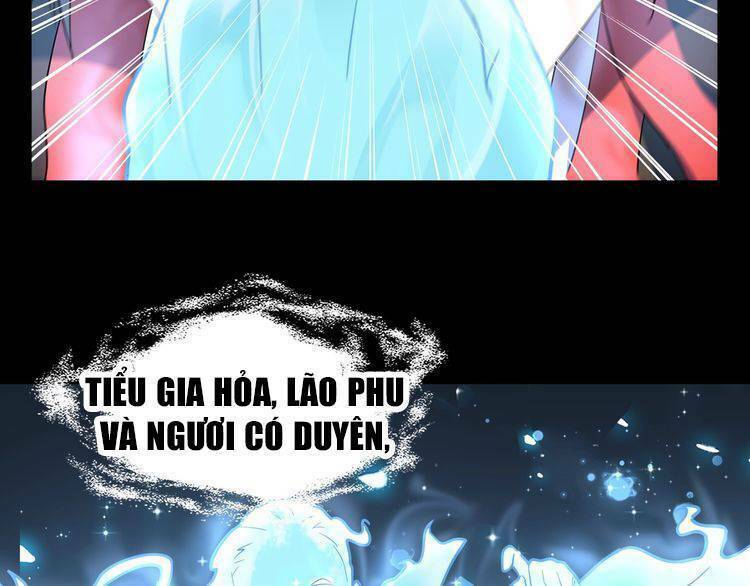 TIỂU GIA HỎA, LÃO PHU
VÀ NGƯƠI CÓ DUYÊN,